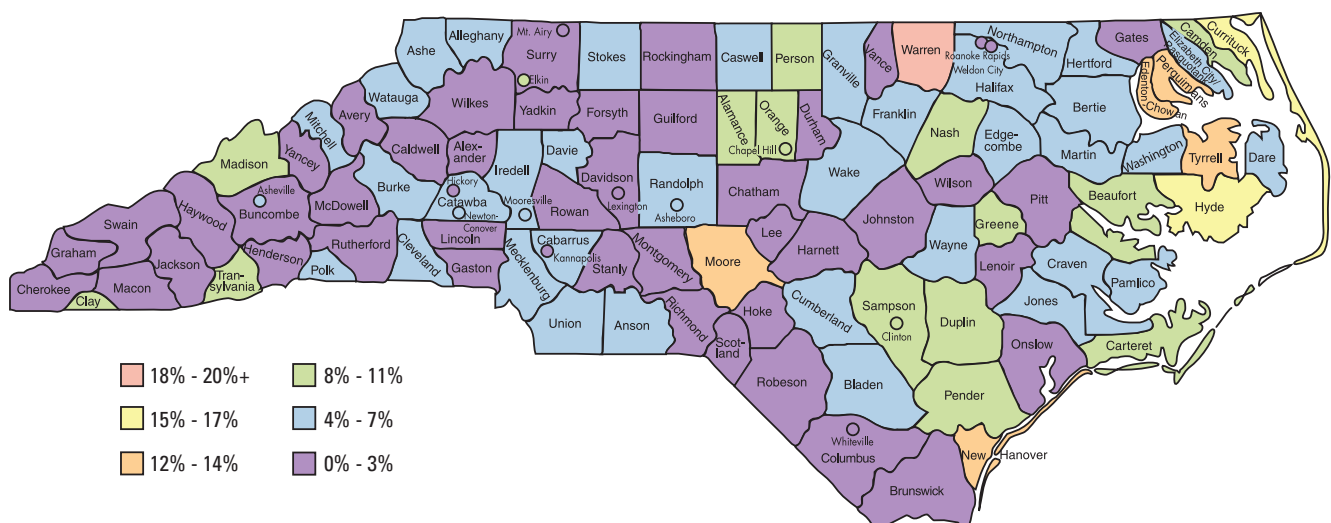 Ashe
Alleghany
Mt. Airy
Surry
Elkin
Stokes
Rockingham
Caswell
Person
Granville
Vance
Warren
Roanoke Rapids
Weldon City
Northampton
Halifax
Hertford
Gates
Camden
Currituck
Elizabeth City/
Pasquotank
Perquimans
Edenton
Chowan
Watauga
Wilkes
Yadkin
Forsyth
Guilford
Alamance
Orange
Chapel Hill
Durham
Franklin
Nash
Edge-
combe
Bertie
Martin
Washington
Tyrrell
Dare
Mitchell
Avery
Caldwell
Alex-
ander
Iredell
Davie
Davidson
Lexington
Randolph
Asheboro
Chatham
Wake
Wilson
Pitt
Beaufort
Hyde
Madison
Yancey
Burke
Hickory
Catawba
Newton-
Conover
Mooresville
Rowan
Johnston
Greene
Asheville
Buncombe
McDowell
Haywood
Swain
Graham
Cherokee
Clay
Macon
Jackson
Tran-
sylvania
Henderson
Polk
Rutherford
Cleveland
Lincoln
Gaston
Mecklenburg
Cabarrus
Kannapolis
Stanly
Montgomery
Moore
Lee
Harnett
Wayne
Lenoir
Craven
Pamlico
Jones
Union
Anson
Richmond
Scot-
land
Hoke
Cumberland
Sampson
Clinton
Duplin
Onslow
Carteret
Robeson
Bladen
Pender
Whiteville
Columbus
Brunswick
New
Hanover
18% - 20%+
15% - 17%
12% - 14%
8% - 11%
4% - 7%
0% - 3%